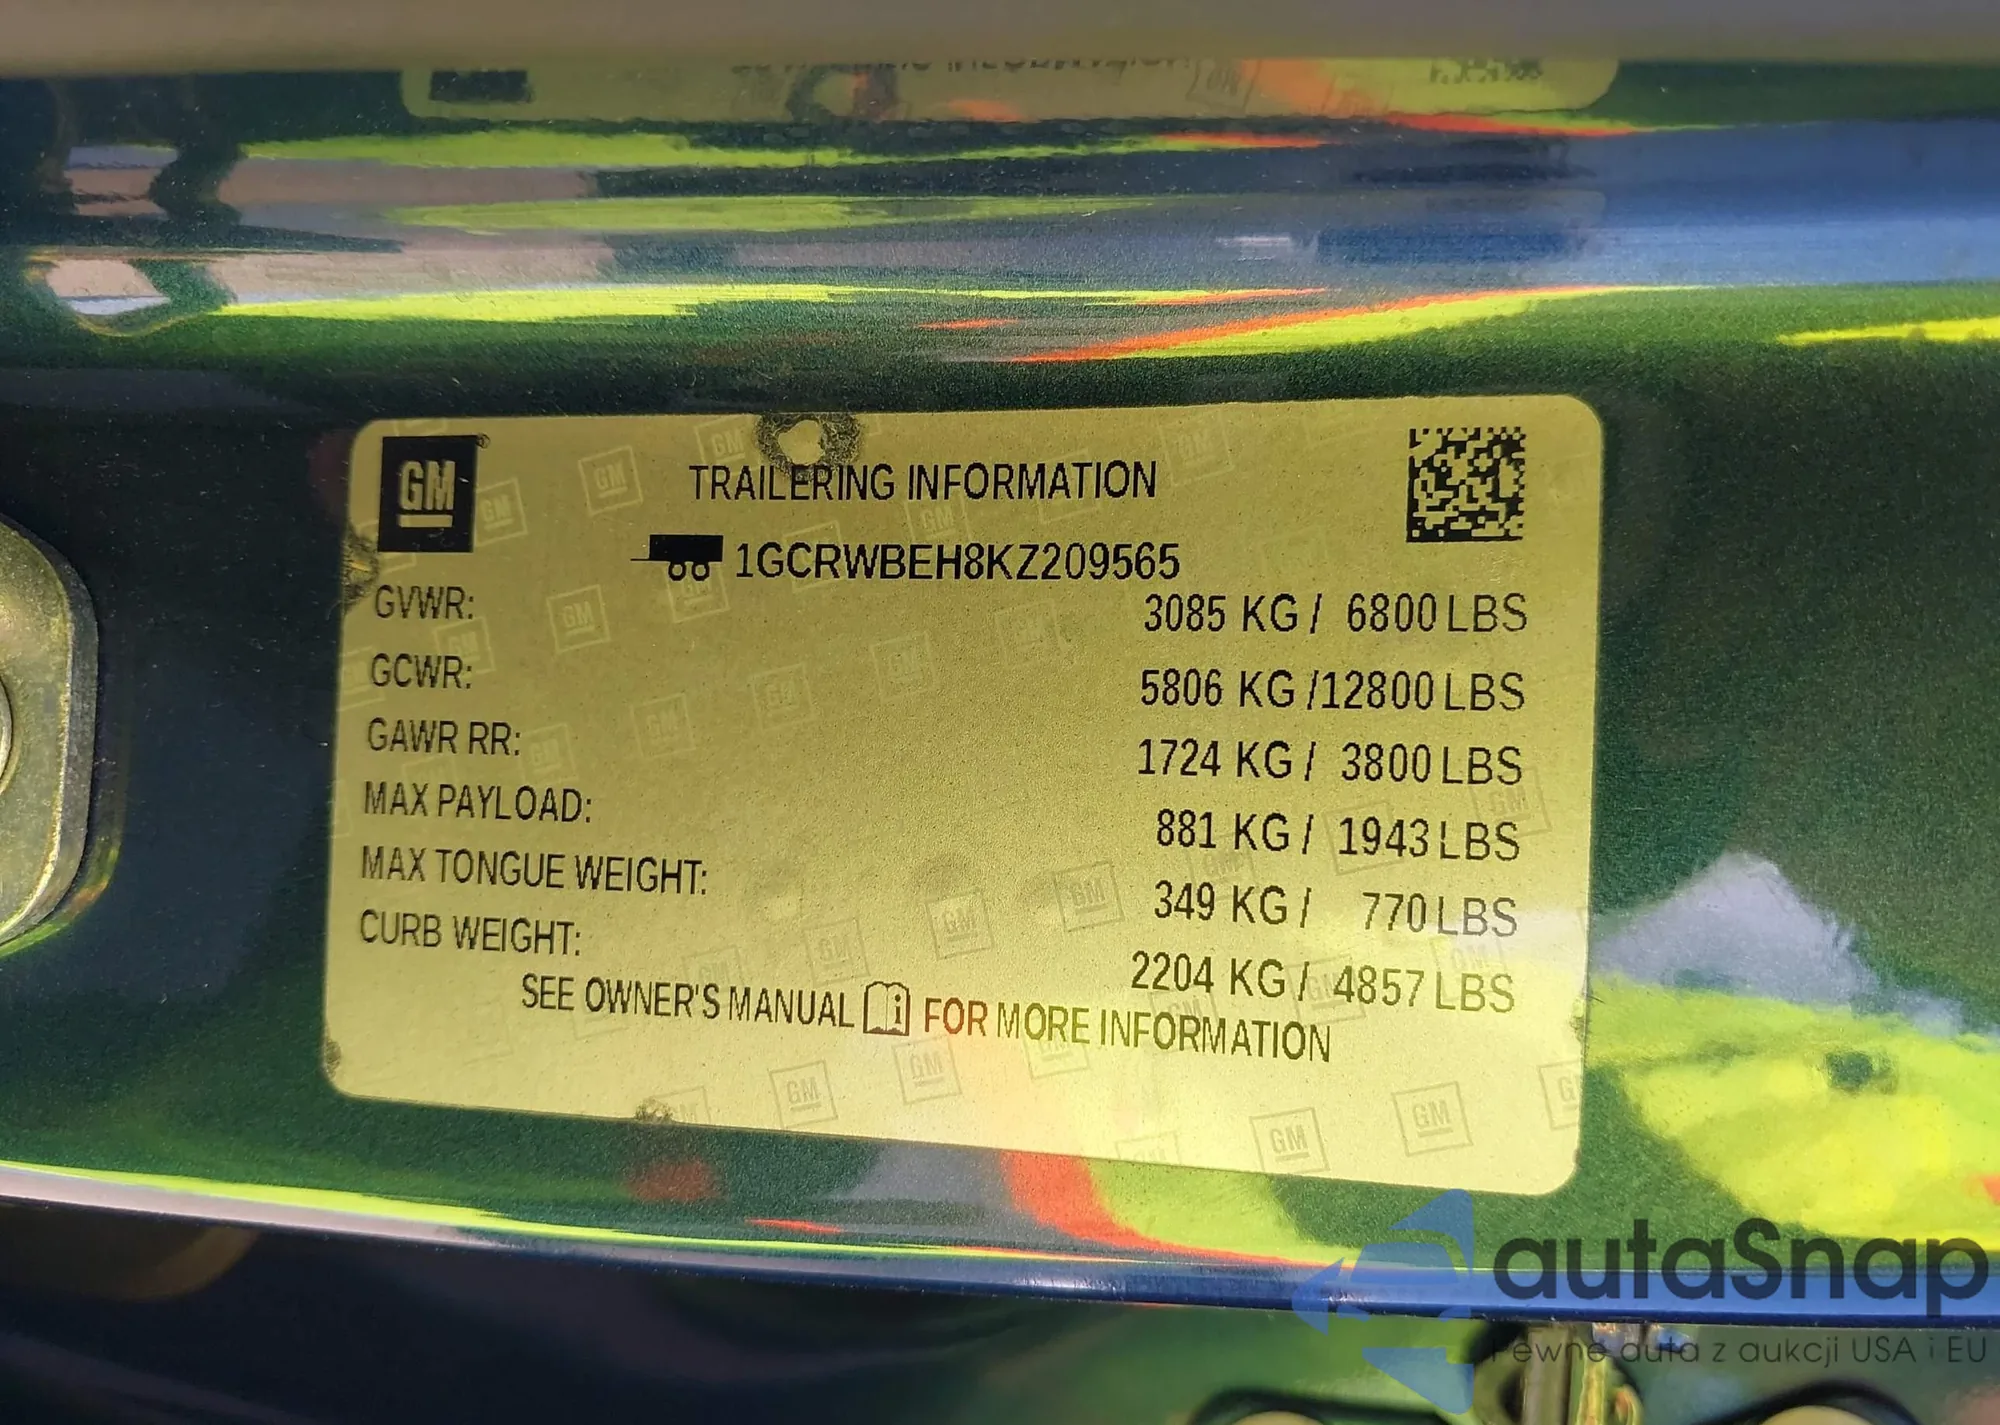 GM
TRAILERING INFORMATION
1GCRWBEH8KZ209565
GVWR: 3085 KG / 6800 LBS
GCWR: 5806 KG /12800 LBS
GAWR RR: 1724 KG / 3800 LBS
MAX PAYLOAD: 881 KG / 1943 LBS
MAX TONGUE WEIGHT: 349 KG / 770 LBS
CURB WEIGHT: 2204 KG / 4857 LBS
SEE OWNER'S MANUAL FOR MORE INFORMATION
autaSnap
Pewne auta z aukcji USA i EU